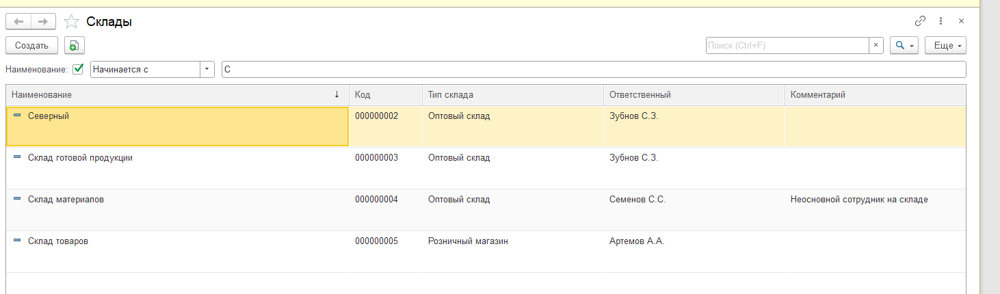 Склады
Создать Поиск (Ctrl+F) × Еще
Наименование: Начинается с С
Наименование ↓ Код Тип склада Ответственный Комментарий
Северный 000000002 Оптовый склад Зубнов С.З.
Склад готовой продукции 000000003 Оптовый склад Зубнов С.З.
Склад материалов 000000004 Оптовый склад Семенов С.С. Неосновной сотрудник на складе
Склад товаров 000000005 Розничный магазин Артемов А.А.